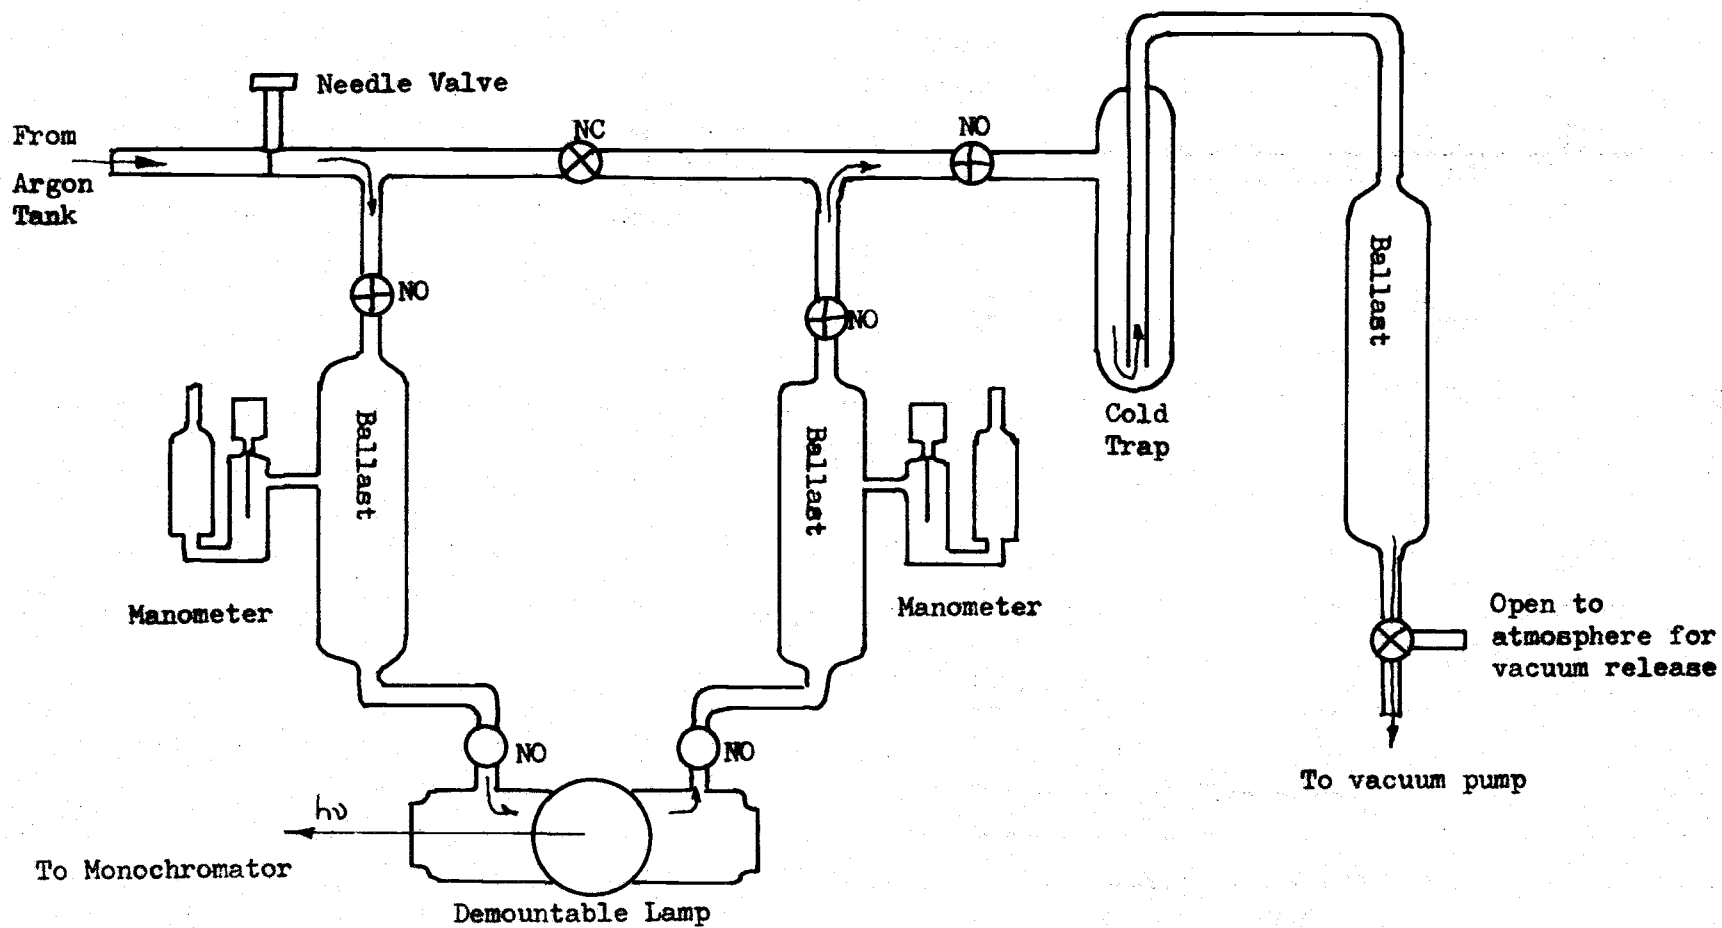 Needle Valve
From
Argon
Tank
NC
NO
NO
NO
Ballast
Ballast
Ballast
Cold
Trap
Manometer
Manometer
Open to
atmosphere for
vacuum release
NO
NO
To vacuum pump
hν
To Monochromator
Demountable Lamp